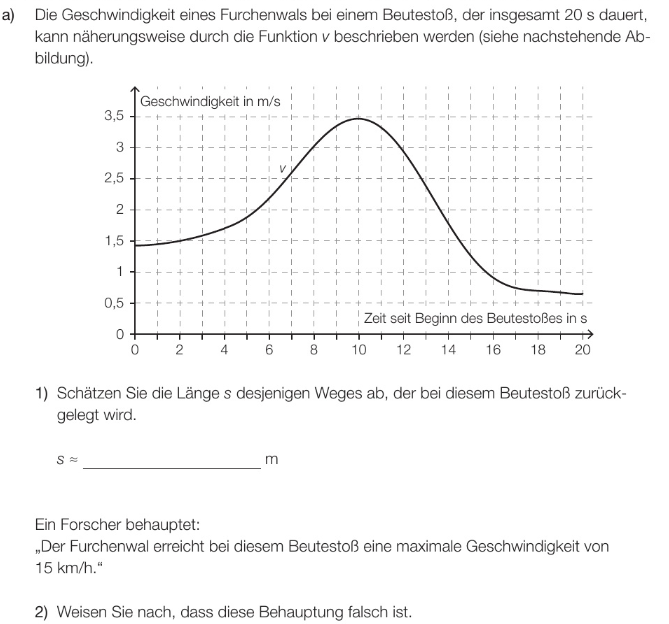 a) Die Geschwindigkeit eines Furchenwals bei einem Beutestoß, der insgesamt 20 s dauert,
kann näherungsweise durch die Funktion v beschrieben werden (siehe nachstehende Ab-
bildung).
Geschwindigkeit in m/s
3,5
3
v
2,5
2
1,5
1
0,5
Zeit seit Beginn des Beutestoßes in s
0
0 2 4 6 8 10 12 14 16 18 20
1) Schätzen Sie die Länge s desjenigen Weges ab, der bei diesem Beutestoß zurück-
gelegt wird.
s ≈ ____________________ m
Ein Forscher behauptet:
„Der Furchenwal erreicht bei diesem Beutestoß eine maximale Geschwindigkeit von
15 km/h.“
2) Weisen Sie nach, dass diese Behauptung falsch ist.